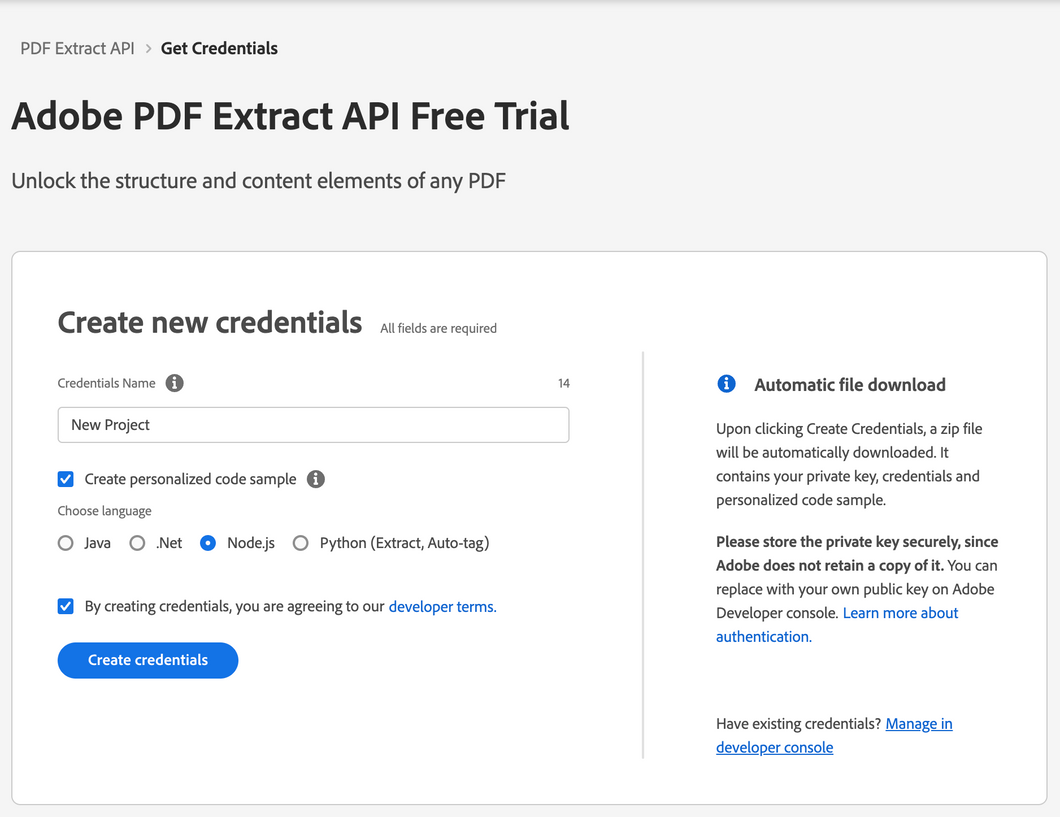 PDF Extract API > Get Credentials
Adobe PDF Extract API Free Trial
Unlock the structure and content elements of any PDF
Create new credentials All fields are required
Credentials Name 14
New Project
Create personalized code sample
Choose language
Java .Net Node.js Python (Extract, Auto-tag)
By creating credentials, you are agreeing to our developer terms.
Create credentials
Automatic file download
Upon clicking Create Credentials, a zip file
will be automatically downloaded. It
contains your private key, credentials and
personalized code sample.
Please store the private key securely, since
Adobe does not retain a copy of it. You can
replace with your own public key on Adobe
Developer console. Learn more about
authentication.
Have existing credentials? Manage in
developer console